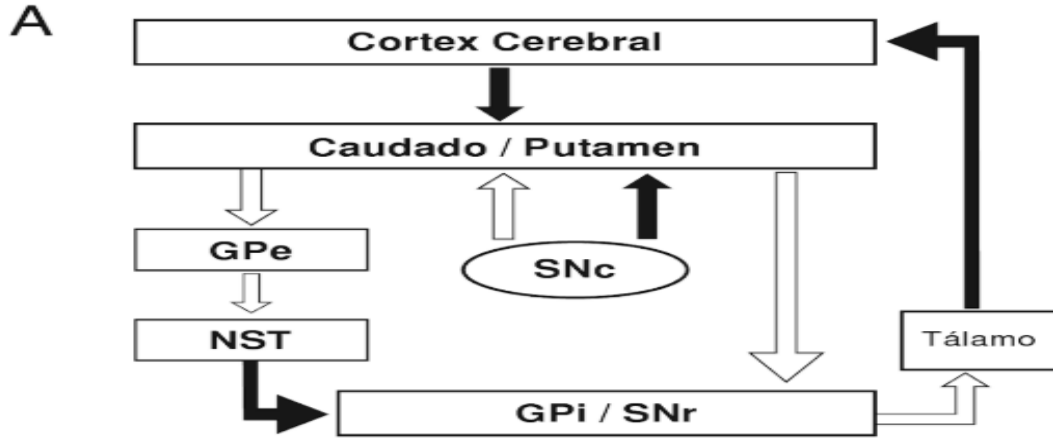 A
Cortex Cerebral
Caudado / Putamen
GPe
SNc
NST
Tálamo
GPi / SNr